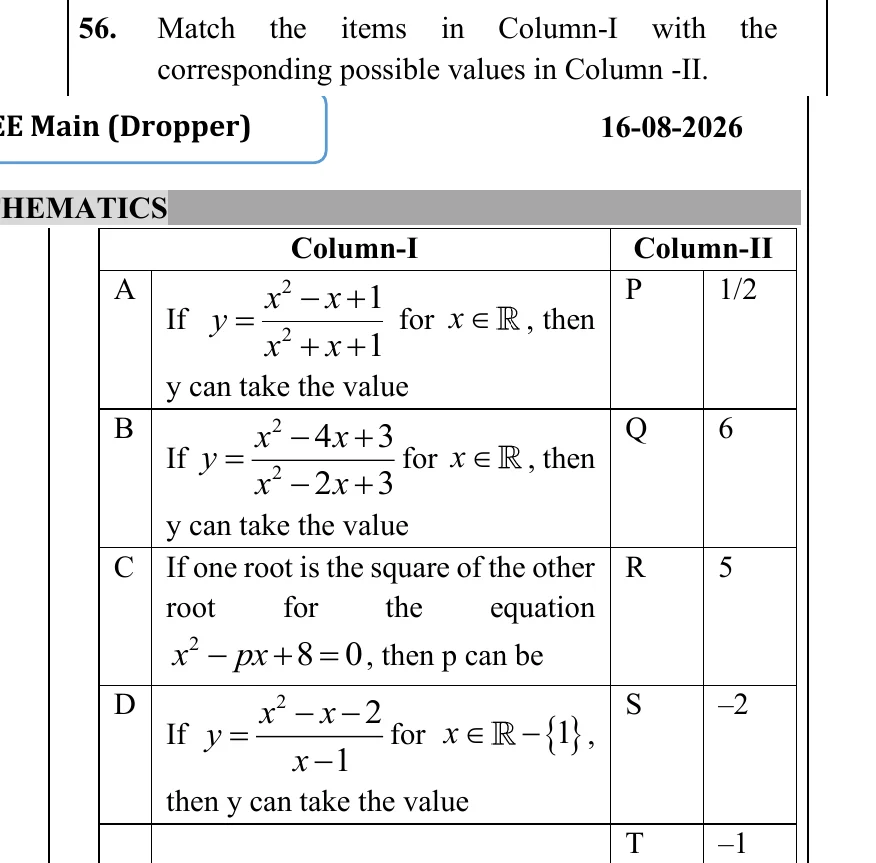 56. Match the items in Column-I with the
corresponding possible values in Column -II.
EE Main (Dropper) 16-08-2026
HEMATICS
Column-I Column-II
A If y = (x² − x + 1)/(x² + x + 1) for x ∈ ℝ, then P 1/2
y can take the value
B If y = (x² − 4x + 3)/(x² − 2x + 3) for x ∈ ℝ, then Q 6
y can take the value
C If one root is the square of the other R 5
root for the equation
x² − px + 8 = 0, then p can be
D If y = (x² − x − 2)/(x − 1) for x ∈ ℝ − {1}, S –2
then y can take the value
T –1